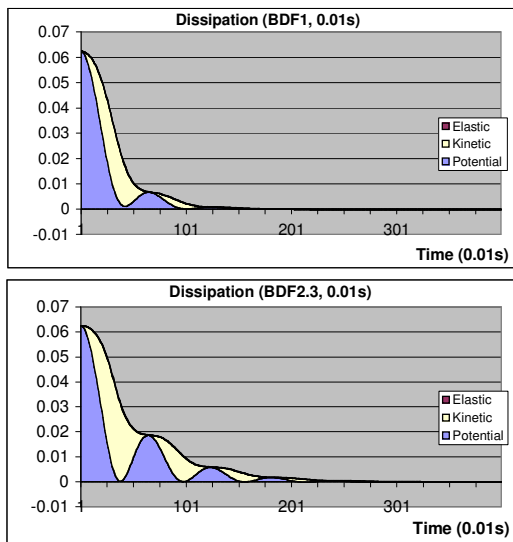 Dissipation (BDF1, 0.01s)
0.07
0.06
0.05
0.04
0.03
0.02
0.01
0
-0.01
1
101
201
301
Time (0.01s)
Elastic
Kinetic
Potential
Dissipation (BDF2.3, 0.01s)
0.07
0.06
0.05
0.04
0.03
0.02
0.01
0
-0.01
1
101
201
301
Time (0.01s)
Elastic
Kinetic
Potential